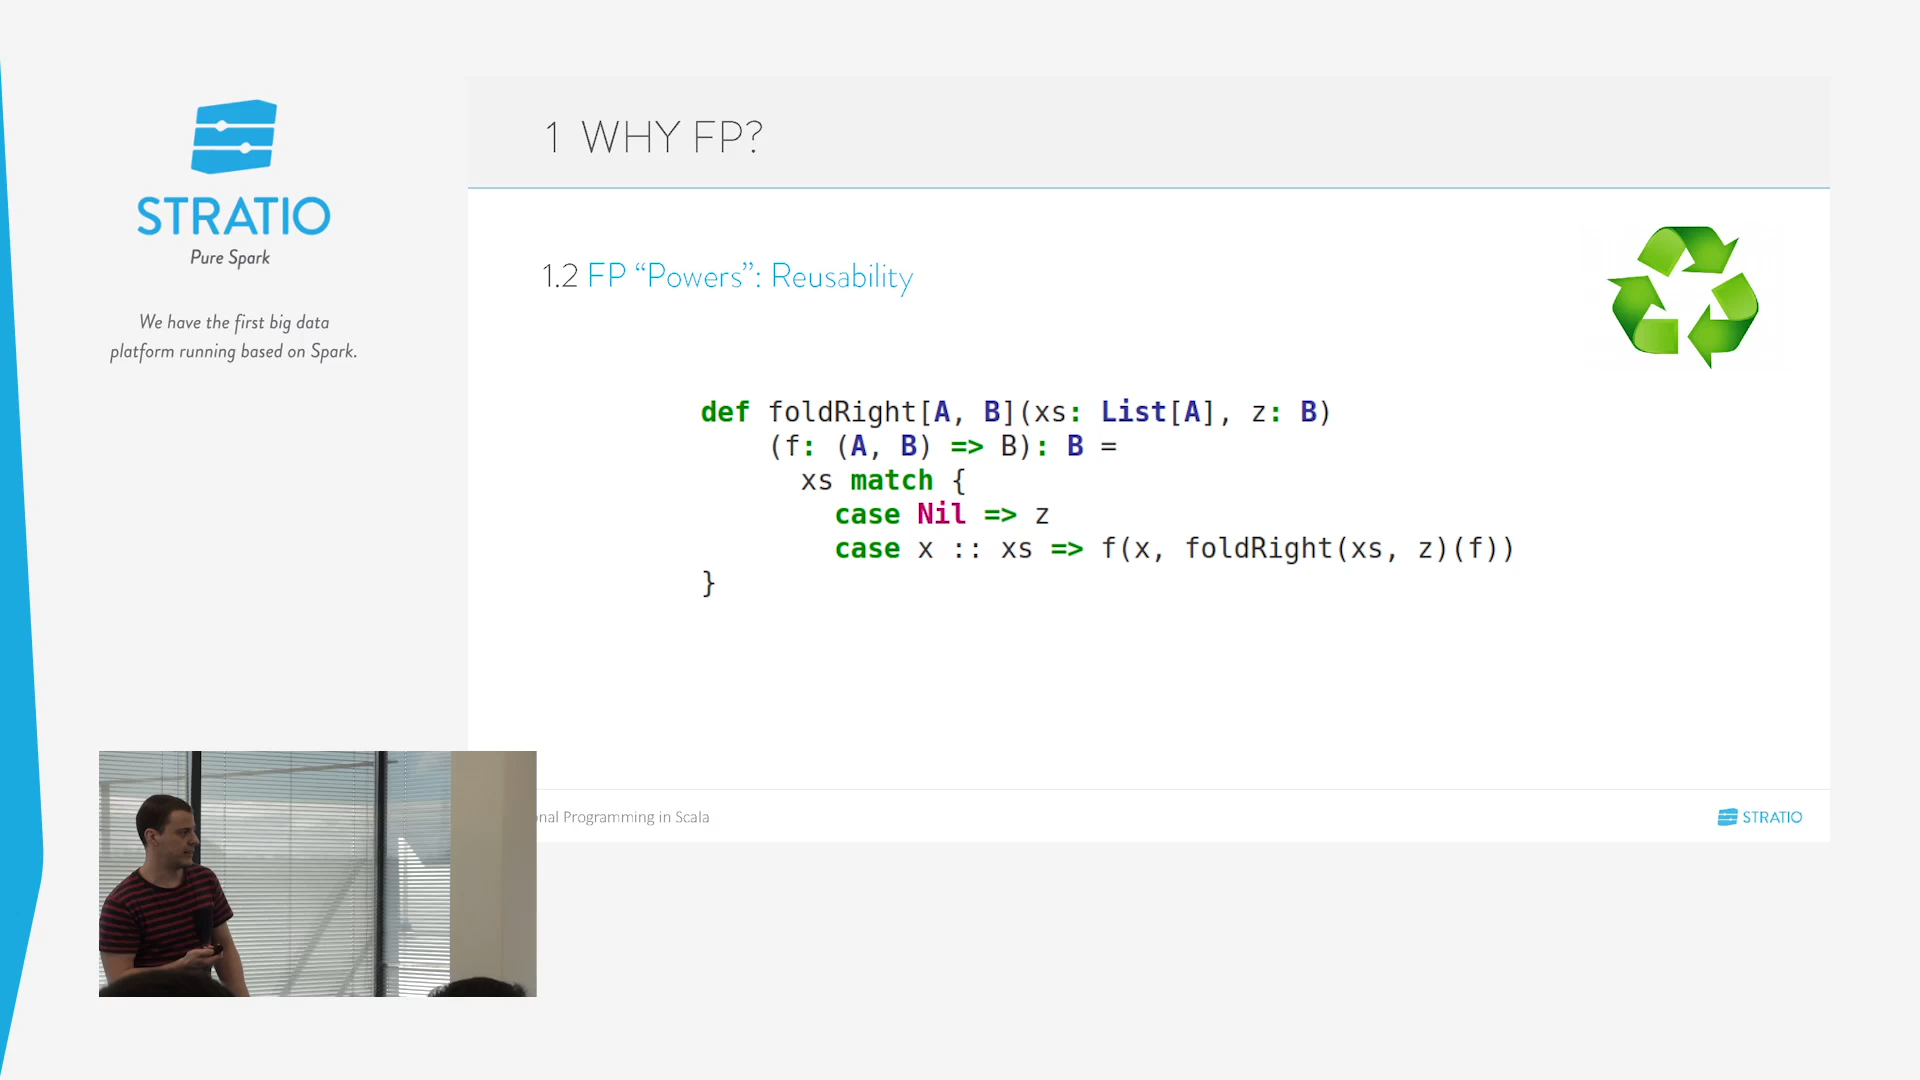 STRATIO
Pure Spark
We have the first big data
platform running based on Spark.
1 WHY FP?
1.2 FP “Powers”: Reusability
def foldRight[A, B](xs: List[A], z: B)
(f: (A, B) => B): B =
xs match {
case Nil => z
case x :: xs => f(x, foldRight(xs, z)(f))
}
Programming in Scala
STRATIO